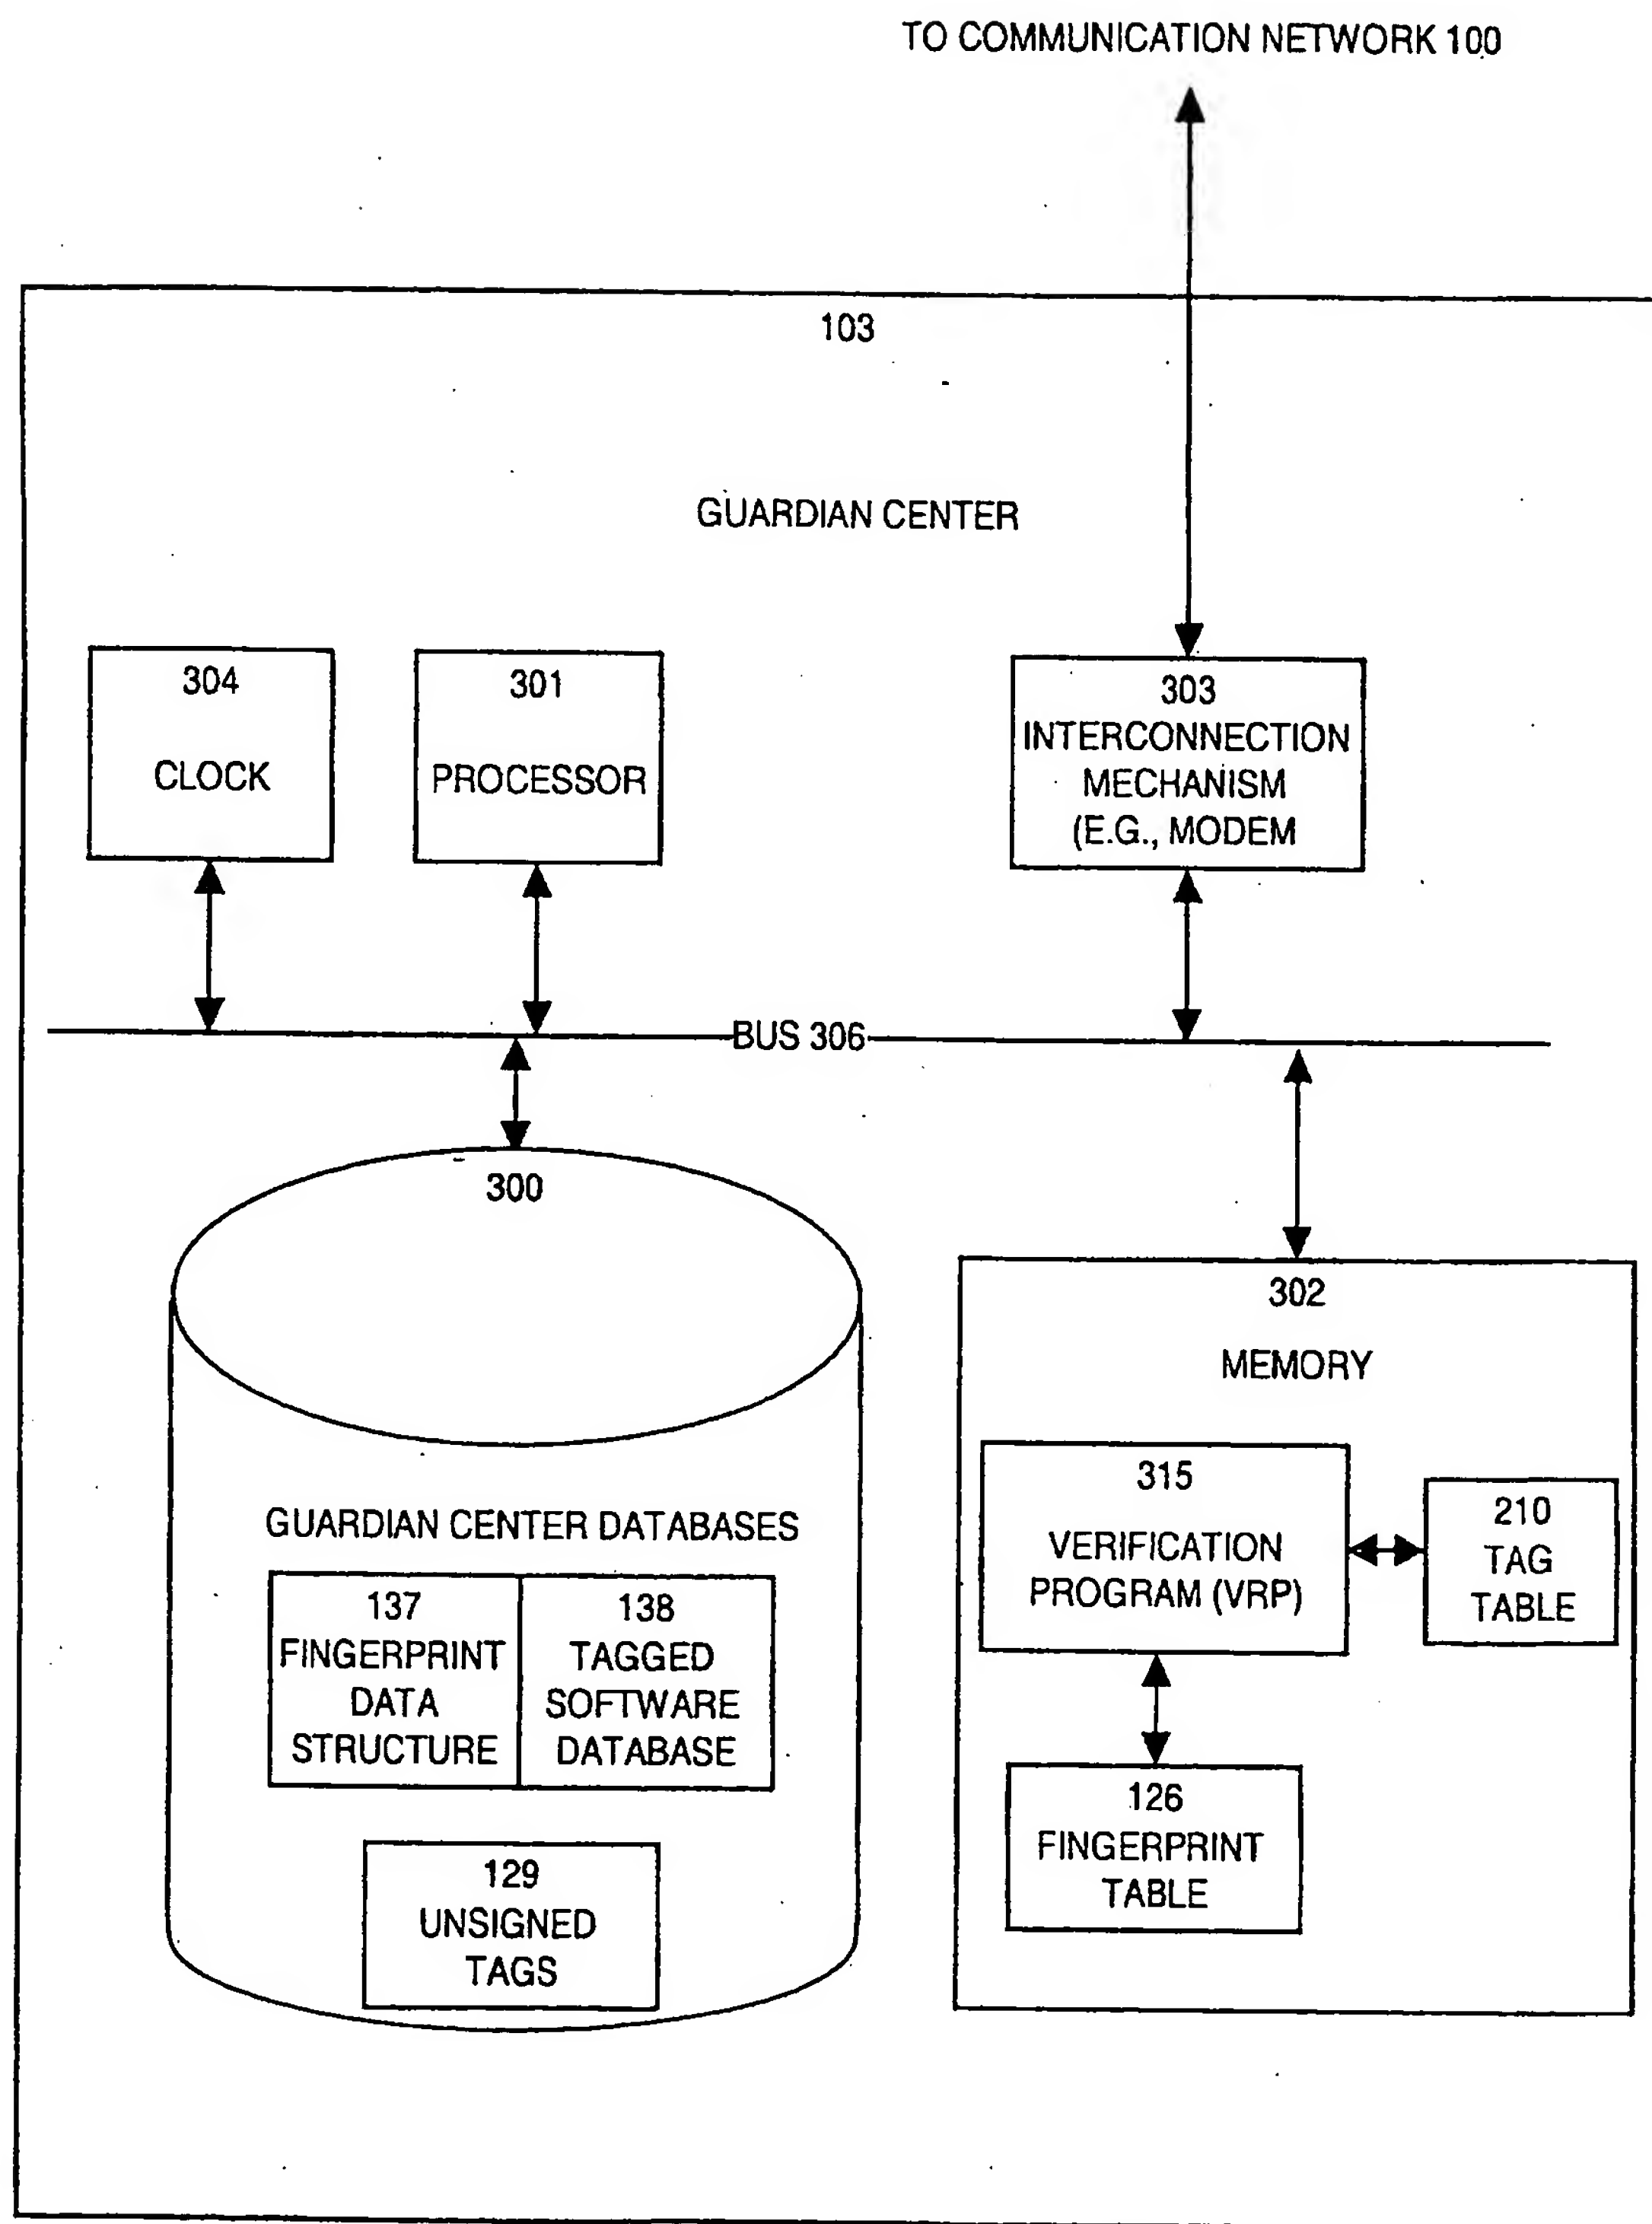 TO COMMUNICATION NETWORK 100
103
GUARDIAN CENTER
304
CLOCK
301
PROCESSOR
303
INTERCONNECTION
MECHANISM
(E.G., MODEM
BUS 306
300
GUARDIAN CENTER DATABASES
137
FINGERPRINT
DATA
STRUCTURE
138
TAGGED
SOFTWARE
DATABASE
129
UNSIGNED
TAGS
302
MEMORY
315
VERIFICATION
PROGRAM (VRP)
210
TAG
TABLE
126
FINGERPRINT
TABLE